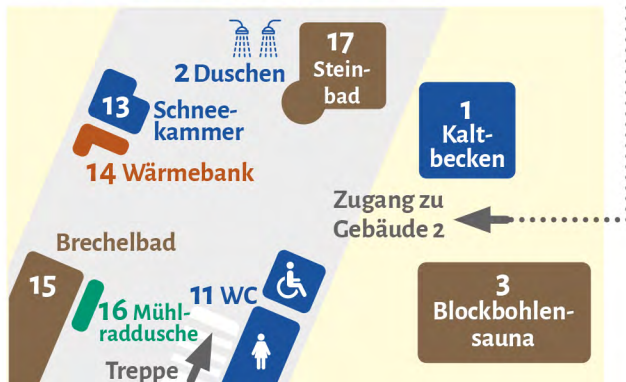 17
Stein-
bad
2 Duschen
13
Schnee-
kammer
14 Wärmebank
1
Kalt-
becken
Zugang zu
Gebäude 2
Brechelbad
15
16 Mühl-
raddusche
11 WC
3
Blockbohlen-
sauna
Treppe